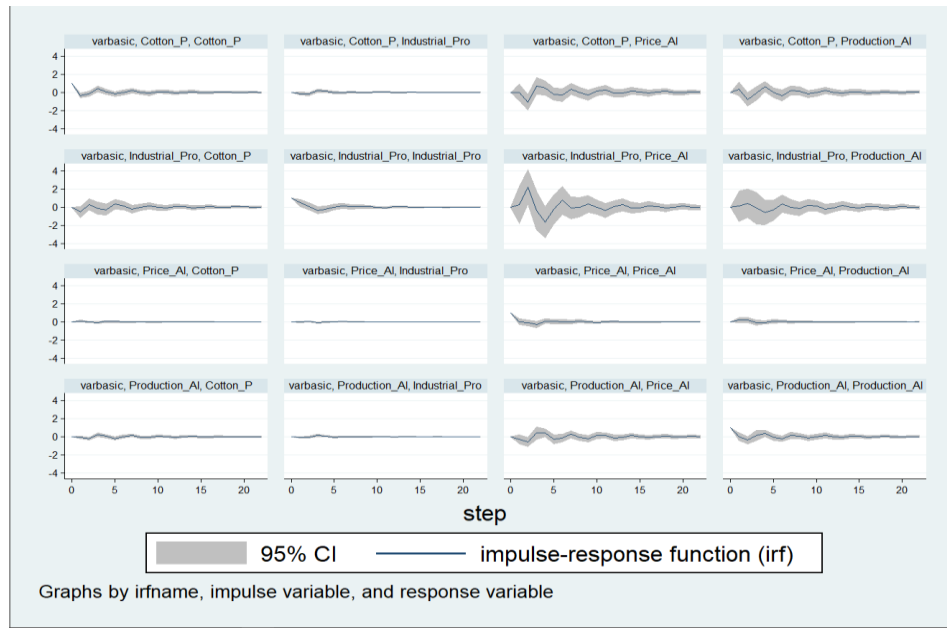 varbasic, Cotton_P, Cotton_P
varbasic, Cotton_P, Industrial_Pro
varbasic, Cotton_P, Price_Al
varbasic, Cotton_P, Production_Al
4
2
0
-2
-4
varbasic, Industrial_Pro, Cotton_P
varbasic, Industrial_Pro, Industrial_Pro
varbasic, Industrial_Pro, Price_Al
varbasic, Industrial_Pro, Production_Al
4
2
0
-2
-4
varbasic, Price_Al, Cotton_P
varbasic, Price_Al, Industrial_Pro
varbasic, Price_Al, Price_Al
varbasic, Price_Al, Production_Al
4
2
0
-2
-4
varbasic, Production_Al, Cotton_P
varbasic, Production_Al, Industrial_Pro
varbasic, Production_Al, Price_Al
varbasic, Production_Al, Production_Al
4
2
0
-2
-4
0 5 10 15 20
0 5 10 15 20
0 5 10 15 20
0 5 10 15 20
step
95% CI
impulse-response function (irf)
Graphs by irfname, impulse variable, and response variable